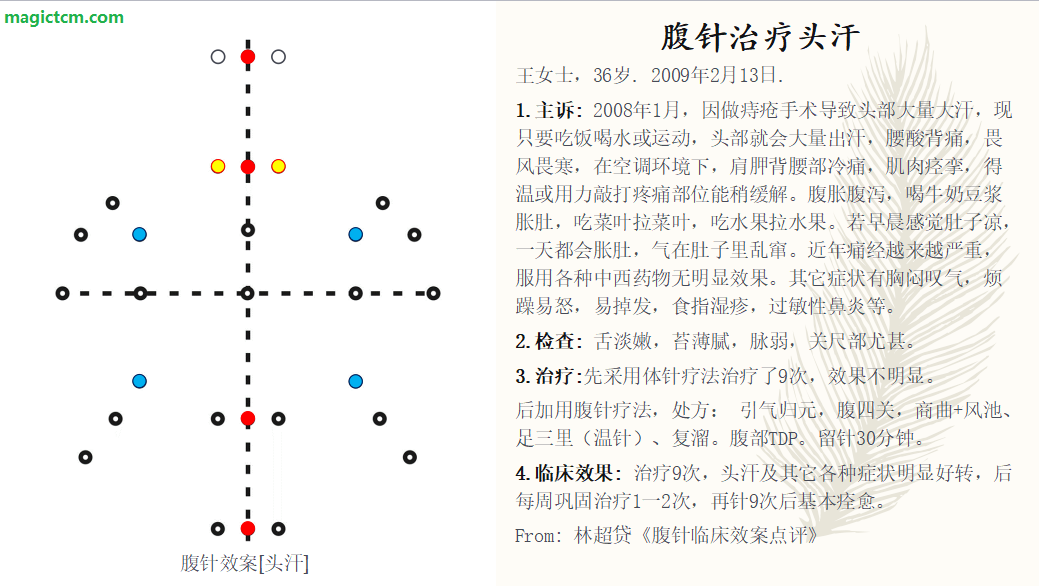 magictcm.com
腹针效案[头汗]
腹针治疗头汗
王女士，36岁. 2009年2月13日.
1.主诉: 2008年1月，因做痔疮手术导致头部大量大汗，现
只要吃饭喝水或运动，头部就会大量出汗，腰酸背痛，畏
风畏寒，在空调环境下，肩胛背腰部冷痛，肌肉痉挛，得
温或用力敲打疼痛部位能稍缓解。腹胀腹泻，喝牛奶豆浆
胀肚，吃菜叶拉菜叶，吃水果拉水果。若早晨感觉肚子凉，
一天都会胀肚，气在肚子里乱窜。近年痛经越来越严重，
服用各种中西药物无明显效果。其它症状有胸闷叹气，烦
躁易怒，易掉发，食指湿疹，过敏性鼻炎等。
2.检查: 舌淡嫩，苔薄腻，脉弱，关尺部尤甚。
3.治疗:先采用体针疗法治疗了9次，效果不明显。
后加用腹针疗法，处方： 引气归元，腹四关，商曲+风池、
足三里（温针）、复溜。腹部TDP。留针30分钟。
4.临床效果: 治疗9次，头汗及其它各种症状明显好转，后
每周巩固治疗1一2次，再针9次后基本痊愈。
From: 林超贷《腹针临床效案点评》